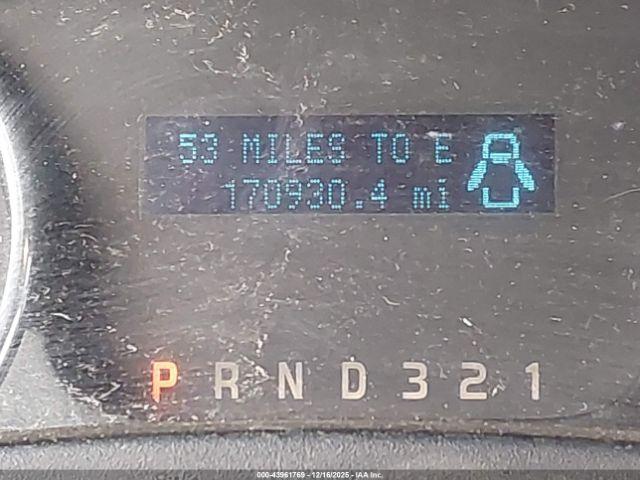 53 MILES TO E
170930.4 mi
P R N D 3 2 1
000-43961769 - 12/16/2025 - IAA Inc.